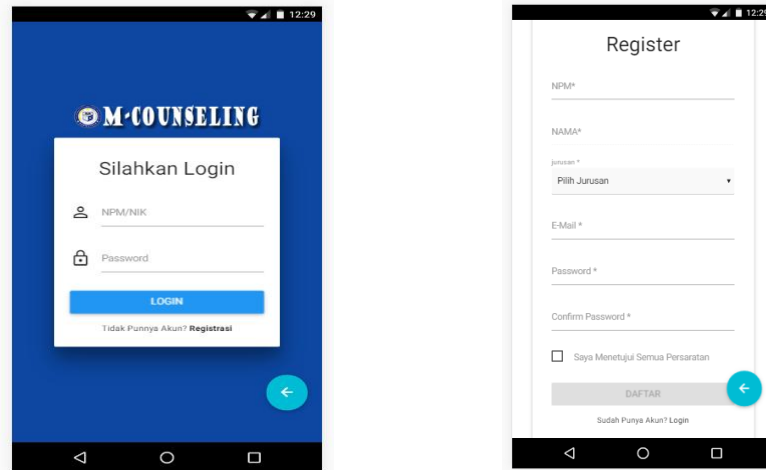 12:29
M-COUNSELING
Silahkan Login
NPM/NIK
Password
LOGIN
Tidak Punnya Akun? Registrasi
12:29
Register
NPM*
NAMA*
jurusan *
Pilih Jurusan
E-Mail *
Password *
Confirm Password *
Saya Menetujui Semua Persaratan
DAFTAR
Sudah Punya Akun? Login